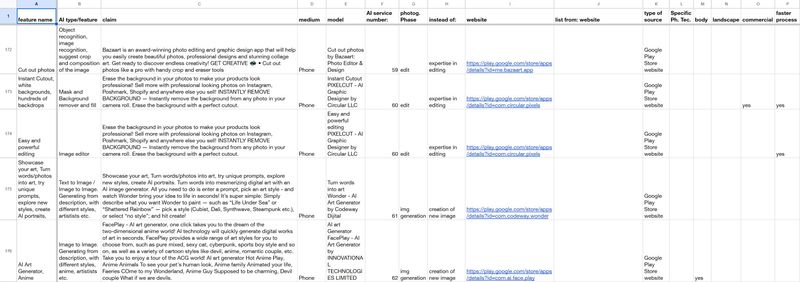 A B C D E F G H I J K L M N O P
1 feature name AI type/feature claim medium model AI service number: photog. Phase instead of: website list from: website type of source Specific Ph. Tec. body landscape commercial faster process
172
Cut out photos
Object recognition, image recognition, suggest crop and composition of the image
Bazaart is an award-winning photo editing and graphic design app that will help
you easily create beautiful photos, professional designs and stunning collage
art. Get ready to discover endless creativity! GET CREATIVE • Cut out
photos like a pro with handy crop and eraser tools
Phone
Cut out photos by Bazaart: Photo Editor & Design
59 edit
expertise in editing
https://play.google.com/store/apps
/details?id=me.bazaart.app
Google Play Store website
173
Instant Cutout, white backgrounds, hundreds of backdrops
Mask and Background remover and fill
Erase the background in your photos to make your products look
professional! Sell more with professional looking photos on Instagram,
Poshmark, Shopify and anywhere else you sell! INSTANTLY REMOVE
BACKGROUND — Instantly remove the background from any photo in your
camera roll. Erase the background with a perfect cutout.
Phone
Instant Cutout PIXELCUT - AI Graphic Designer by Circular LLC
60 edit
expertise in editing
https://play.google.com/store/apps
/details?id=com.circular.pixels
Google Play Store website
yes yes
174
Easy and powerful editing
Image editor
Erase the background in your photos to make your products look
professional! Sell more with professional looking photos on Instagram,
Poshmark, Shopify and anywhere else you sell! INSTANTLY REMOVE
BACKGROUND — Instantly remove the background from any photo in your
camera roll. Erase the background with a perfect cutout.
Phone
Easy and powerful editing PIXELCUT - AI Graphic Designer by Circular LLC
60 edit
expertise in editing
https://play.google.com/store/apps
/details?id=com.circular.pixels
Google Play Store website
yes
175
Showcase your art, Turn words/photos into art, try unique prompts, explore new styles, create AI portraits,
Text to Image / Image to Image. Generating from description, with different styles, artists etc.
Showcase your art, Turn words/photos into art, try unique prompts, explore
new styles, create AI portraits, Turn words into mesmerizing digital art with an
AI image generator. All you need to do is enter a prompt, pick an art style - and
watch Wonder bring your idea to life in seconds! It's super simple: Simply
describe what you want Wonder to paint — such as “Life Under Sea” or
“Shattered Rainbow” — pick a style (Cubist, Dali, Synthwave, Steampunk etc.),
or select “no style”; and hit create!
Phone
Turn words into art Wonder - AI Art Generator by Codeway Digital
61
img generation
creation of new image
https://play.google.com/store/apps
/details?id=com.codeway.wonder
Google Play Store website
176
AI Art Generator, Anime
Image to Image. Generating from description, with different styles, anime, artists etc.
FacePlay - AI Art generator, one click takes you to the dream of the
two-dimensional anime world! AI technology will quickly generate digital works
of art in seconds. FacePlay provides a wide range of art styles for you to
choose from, such as pure mixed, sexy cat, cyberpunk, sports boy style and so
on, as well as a variety of cartoon styles like devil, anime, romantic couple, etc.
Take you to enjoy a tour of the ACG world! AI art generator Hot Anime Play,
Anime Animals To see your pet's human look, Anime family Animated your life,
Faeries COme to my Wonderland, Anime Guy Supposed to be charming, Devil
couple What if we are devils.
Phone
AI Art Generator FacePlay - AI Art Generator by INNOVATIONAL TECHNOLOGIES LIMITED
62
img generation
creation of new image
https://play.google.com/store/apps
/details?id=com.ai.face.play
Google Play Store website
yes